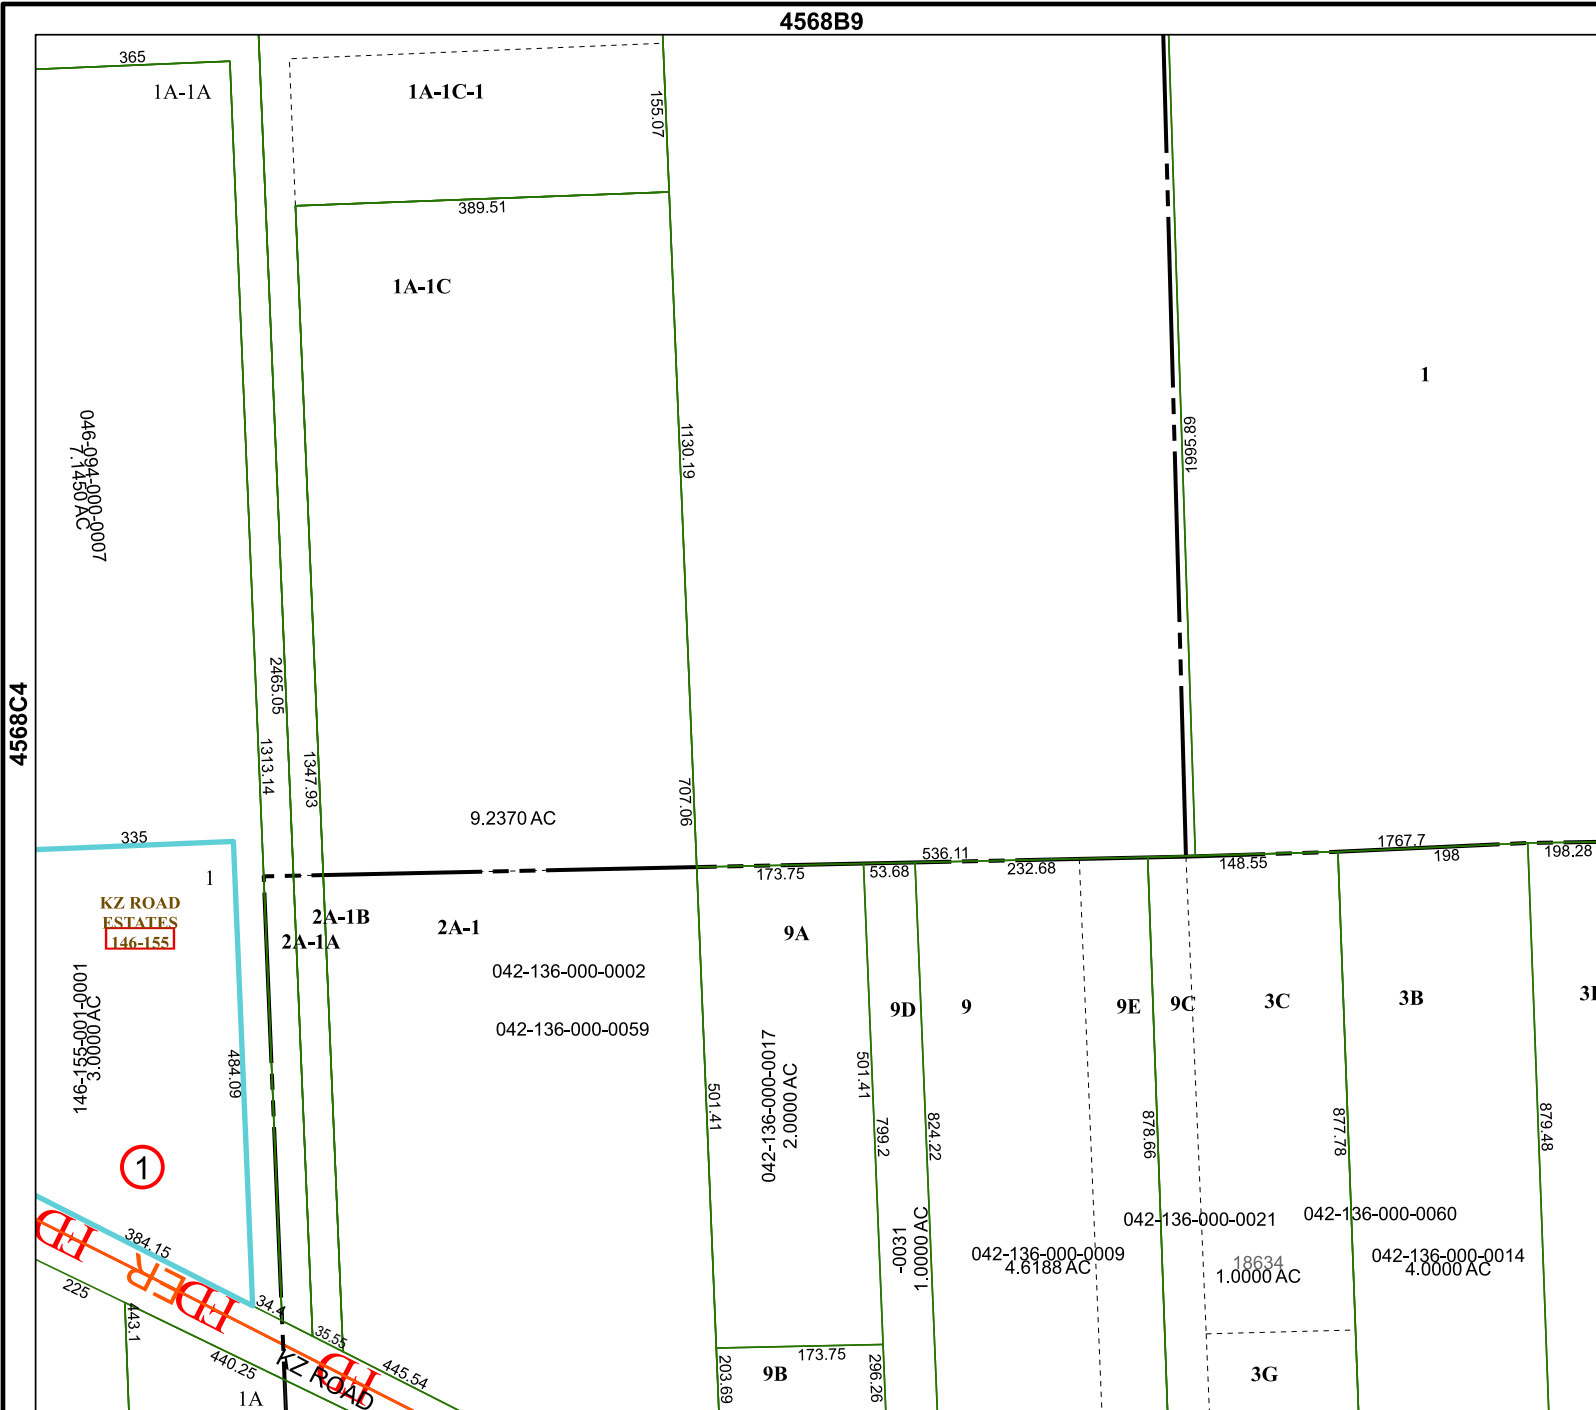 4568B9
365
1A-1A
1A-1C-1
155.07
389.51
1A-1C
1
046-094-000-0007
7.1450 AC
1130.19
1995.89
4568C4
2465.05
1313.14
1347.93
707.06
9.2370 AC
335
536.11
1767.7
173.75
53.68
232.68
148.55
198
198.28
1
KZ ROAD
ESTATES
146-155
2A-1B
2A-1A
2A-1
9A
042-136-000-0002
9D
9
9E
9C
3C
3B
042-136-000-0059
146-155-001-0001
3.0000 AC
484.09
042-136-000-0017
2.0000 AC
501.41
501.41
799.2
824.22
878.66
877.78
879.48
1
042-136-000-0021
042-136-000-0060
-0031
1.0000 AC
042-136-000-0009
4.6188 AC
18634
1.0000 AC
042-136-000-0014
4.0000 AC
384.15
ER
225
443.1
34.4
35.55
445.54
440.25
KZ ROAD
1A
173.75
203.69
9B
296.26
3G